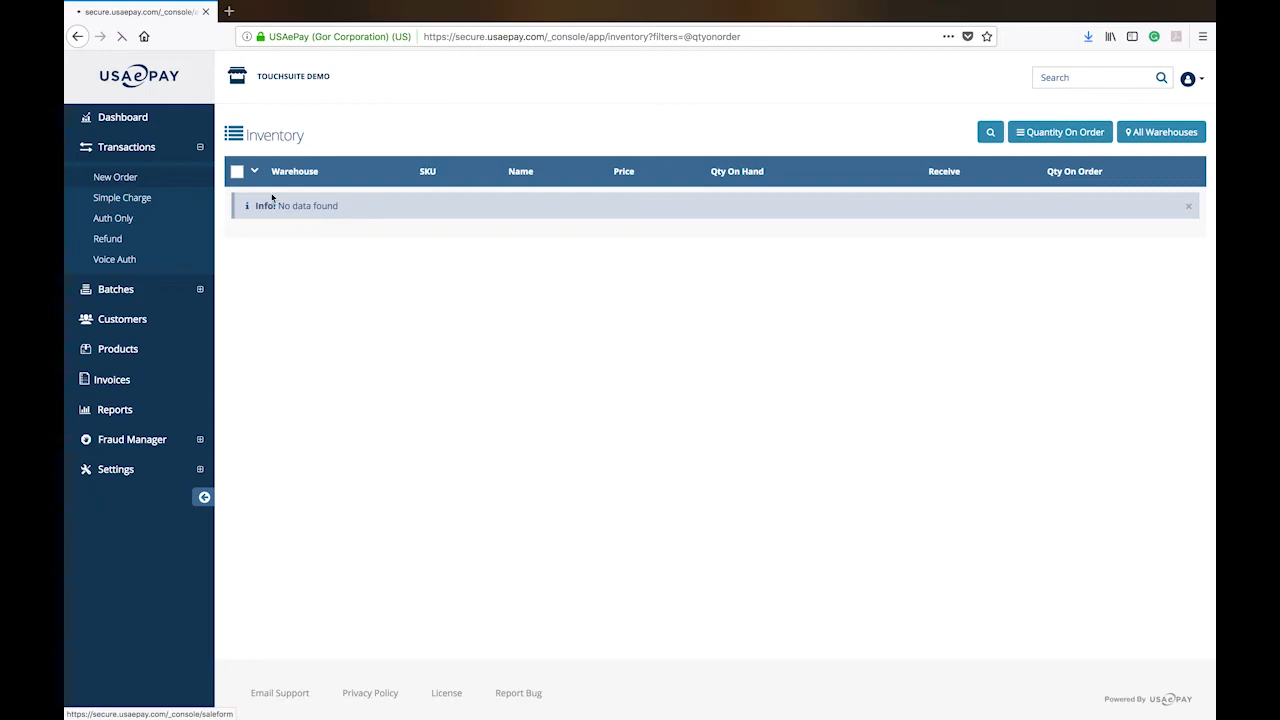 secure.usaepay.com/_console/
USAePay (Gor Corporation) (US)
https://secure.usaepay.com/_console/app/inventory?filters=@qtyonorder
USAePAY
TOUCHSUITE DEMO
Search
Dashboard
Transactions
New Order
Simple Charge
Auth Only
Refund
Voice Auth
Batches
Customers
Products
Invoices
Reports
Fraud Manager
Settings
Inventory
Quantity On Order
All Warehouses
Warehouse SKU Name Price Qty On Hand Receive Qty On Order
Info: No data found
Email Support Privacy Policy License Report Bug
Powered By USAePAY
https://secure.usaepay.com/_console/saleform